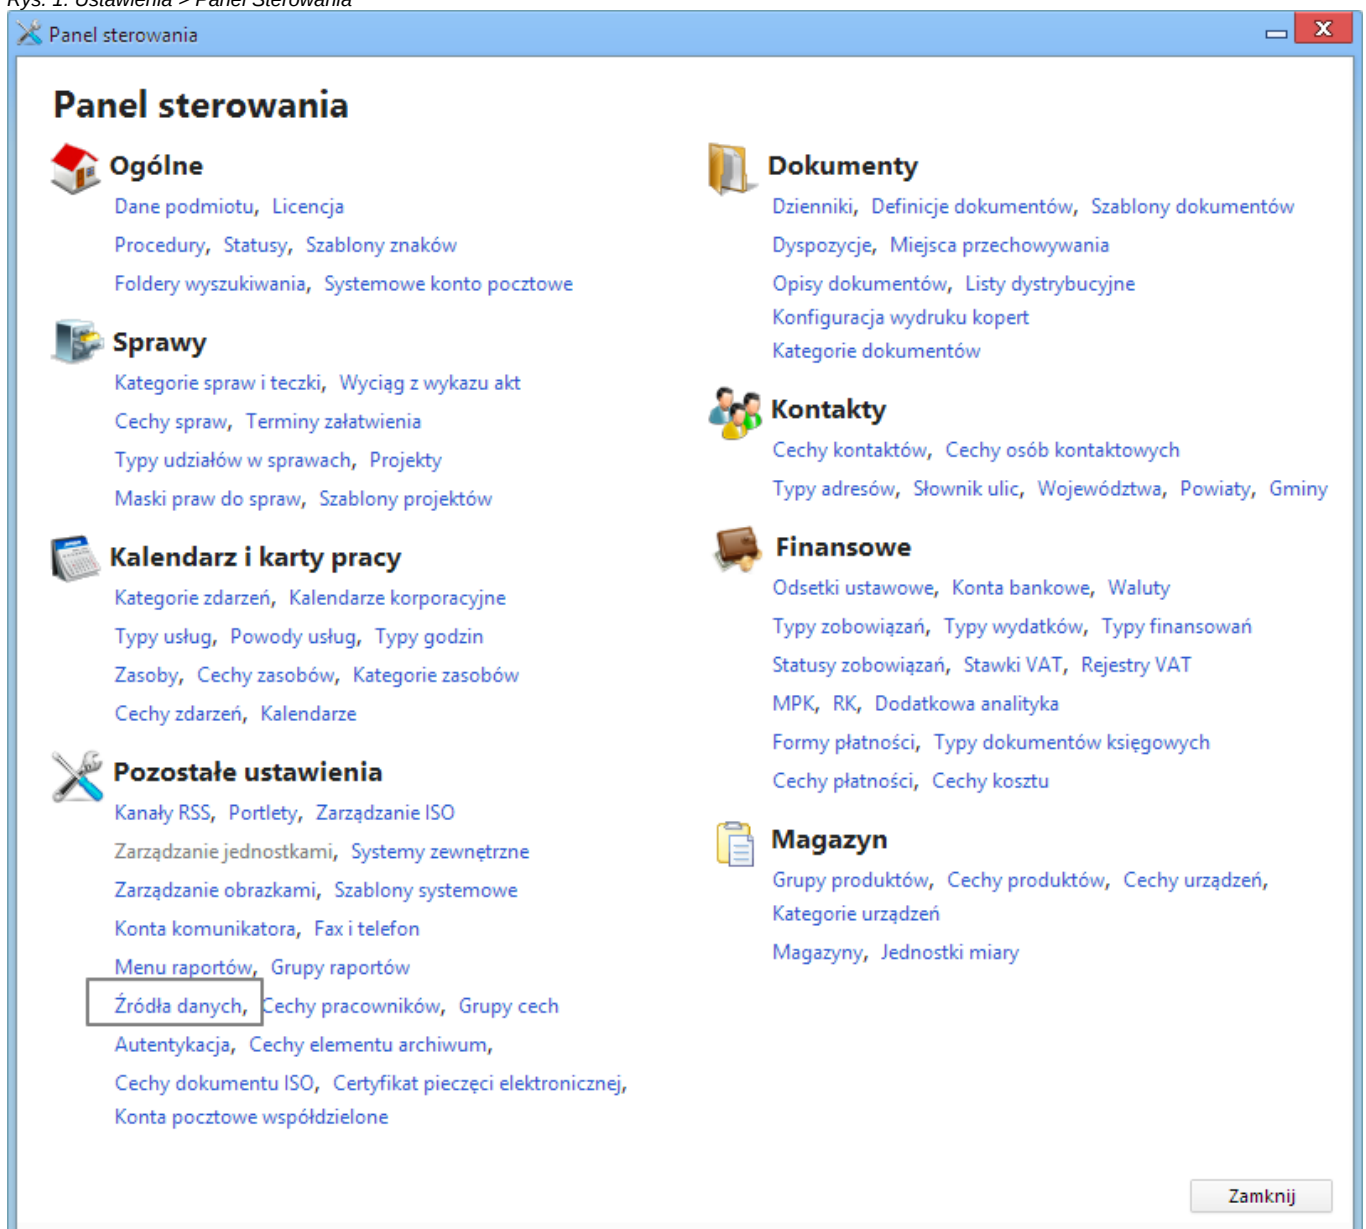 Rys. 1. Ustawienia > Panel Sterowania
Panel sterowania
X
Panel sterowania
Ogólne
Dane podmiotu, Licencja
Procedury, Statusy, Szablony znaków
Foldery wyszukiwania, Systemowe konto pocztowe
Sprawy
Kategorie spraw i teczki, Wyciąg z wykazu akt
Cechy spraw, Terminy załatwienia
Typy udziałów w sprawach, Projekty
Maski praw do spraw, Szablony projektów
Kalendarz i karty pracy
Kategorie zdarzeń, Kalendarze korporacyjne
Typy usług, Powody usług, Typy godzin
Zasoby, Cechy zasobów, Kategorie zasobów
Cechy zdarzeń, Kalendarze
Pozostałe ustawienia
Kanały RSS, Portlety, Zarządzanie ISO
Zarządzanie jednostkami, Systemy zewnętrzne
Zarządzanie obrazkami, Szablony systemowe
Konta komunikatora, Fax i telefon
Menu raportów, Grupy raportów
Źródła danych, Cechy pracowników, Grupy cech
Autentykacja, Cechy elementu archiwum,
Cechy dokumentu ISO, Certyfikat pieczęci elektronicznej,
Konta pocztowe współdzielone
Dokumenty
Dzienniki, Definicje dokumentów, Szablony dokumentów
Dyspozycje, Miejsca przechowywania
Opisy dokumentów, Listy dystrybucyjne
Konfiguracja wydruku kopert
Kategorie dokumentów
Kontakty
Cechy kontaktów, Cechy osób kontaktowych
Typy adresów, Słownik ulic, Województwa, Powiaty, Gminy
Finansowe
Odsetki ustawowe, Konta bankowe, Waluty
Typy zobowiązań, Typy wydatków, Typy finansowań
Statusy zobowiązań, Stawki VAT, Rejestry VAT
MPK, RK, Dodatkowa analityka
Formy płatności, Typy dokumentów księgowych
Cechy płatności, Cechy kosztu
Magazyn
Grupy produktów, Cechy produktów, Cechy urządzeń,
Kategorie urządzeń
Magazyny, Jednostki miary
Zamknij